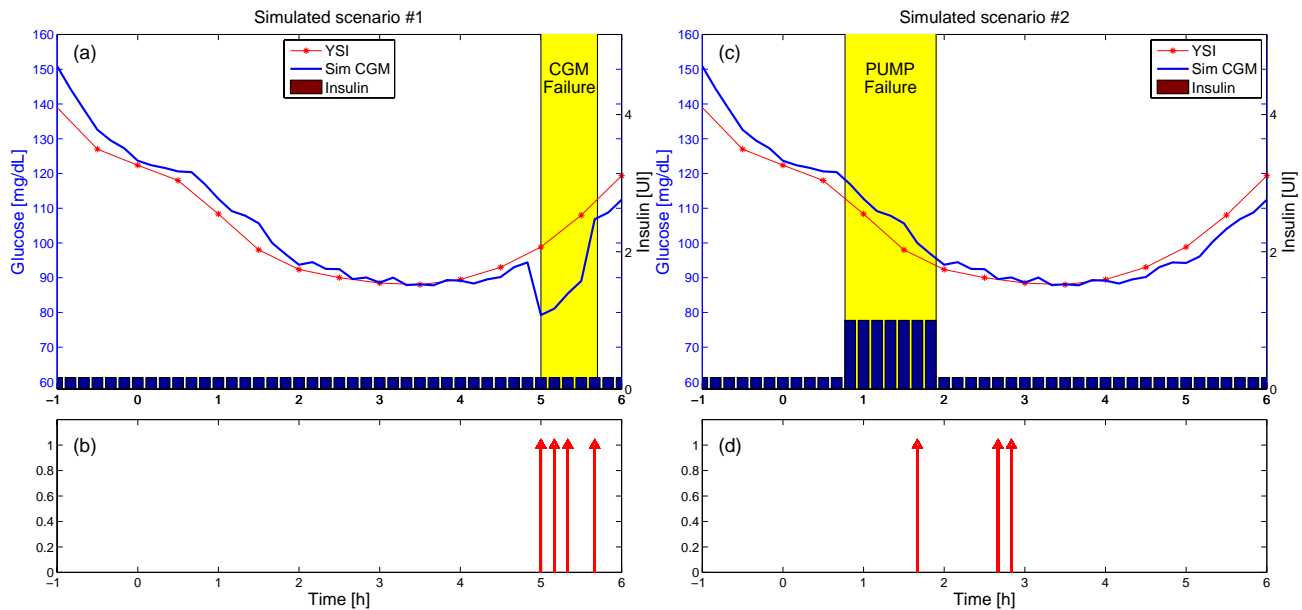 Simulated scenario #1
(a)
YSI
Sim CGM
Insulin
CGM
Failure
160
150
140
130
120
110
100
90
80
70
60
Glucose [mg/dL]
4
2
0
Insulin [UI]
−1 0 1 2 3 4 5 6
(b)
1
0.8
0.6
0.4
0.2
0
−1 0 1 2 3 4 5 6
Time [h]
Simulated scenario #2
(c)
PUMP
Failure
YSI
Sim CGM
Insulin
160
150
140
130
120
110
100
90
80
70
60
Glucose [mg/dL]
4
2
0
Insulin [UI]
−1 0 1 2 3 4 5 6
(d)
1
0.8
0.6
0.4
0.2
0
−1 0 1 2 3 4 5 6
Time [h]